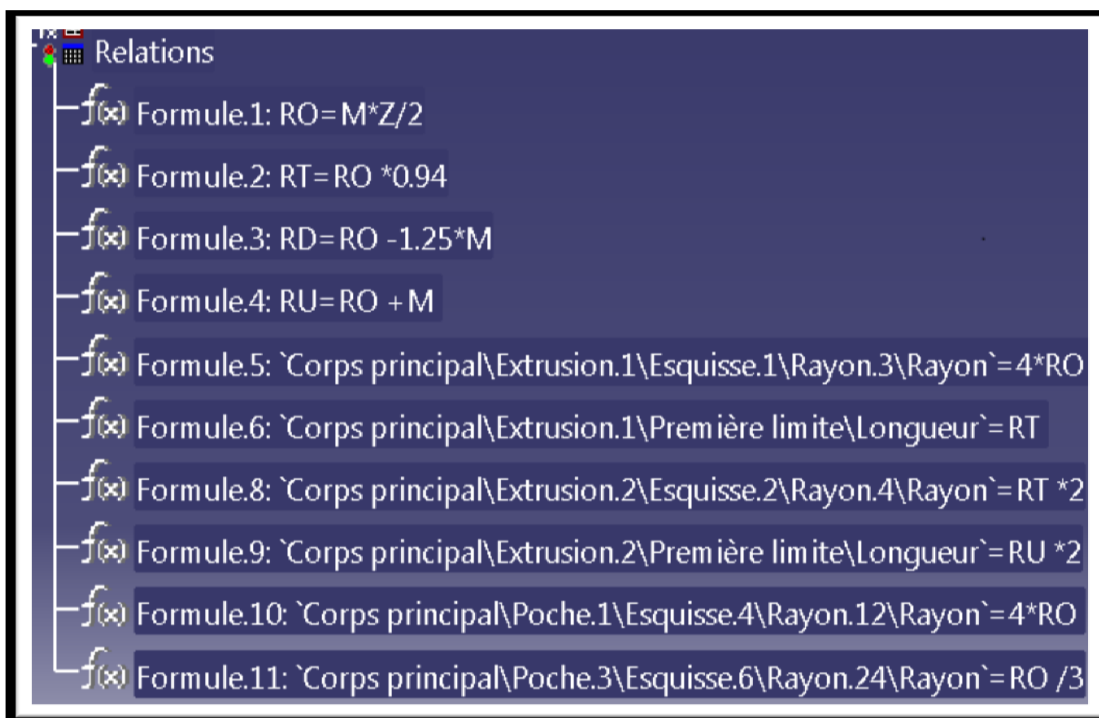 Relations
f(x) Formule.1: RO=M*Z/2
f(x) Formule.2: RT=RO *0.94
f(x) Formule.3: RD=RO -1.25*M
f(x) Formule.4: RU=RO +M
f(x) Formule.5: `Corps principal\Extrusion.1\Esquisse.1\Rayon.3\Rayon`=4*RO
f(x) Formule.6: `Corps principal\Extrusion.1\Première limite\Longueur`=RT
f(x) Formule.8: `Corps principal\Extrusion.2\Esquisse.2\Rayon.4\Rayon`=RT *2
f(x) Formule.9: `Corps principal\Extrusion.2\Première limite\Longueur`=RU *2
f(x) Formule.10: `Corps principal\Poche.1\Esquisse.4\Rayon.12\Rayon`=4*RO
f(x) Formule.11: `Corps principal\Poche.3\Esquisse.6\Rayon.24\Rayon`=RO /3